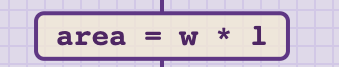 area = w * l